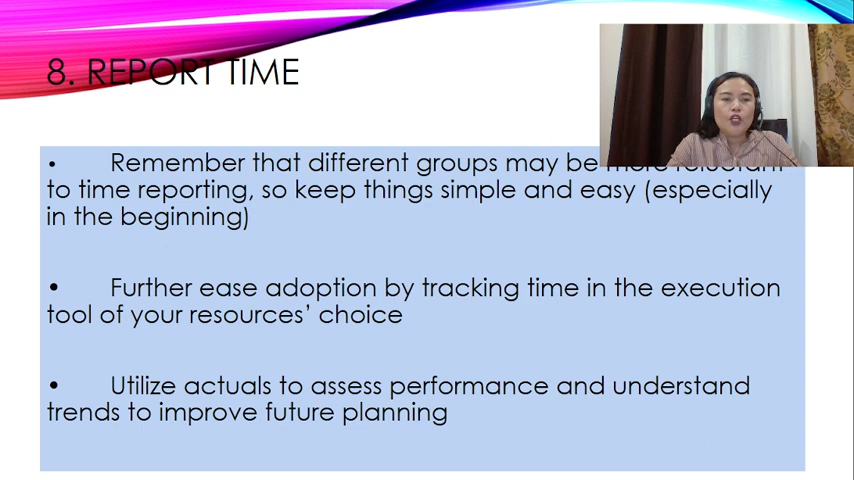 8. REPORT TIME
• Remember that different groups may be more reluctant
to time reporting, so keep things simple and easy (especially
in the beginning)
• Further ease adoption by tracking time in the execution
tool of your resources’ choice
• Utilize actuals to assess performance and understand
trends to improve future planning